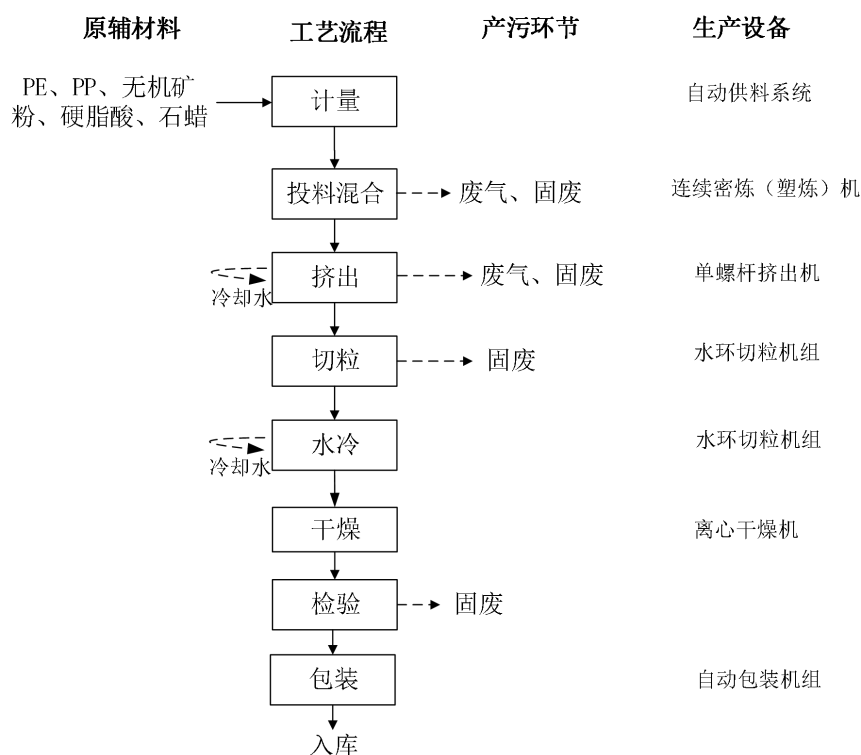 原辅材料 工艺流程 产污环节 生产设备
PE、PP、无机矿
粉、硬脂酸、石蜡
计量
自动供料系统
投料混合
废气、固废
连续密炼（塑炼）机
冷却水
挤出
废气、固废
单螺杆挤出机
切粒
固废
水环切粒机组
冷却水
水冷
水环切粒机组
干燥
离心干燥机
检验
固废
包装
自动包装机组
入库